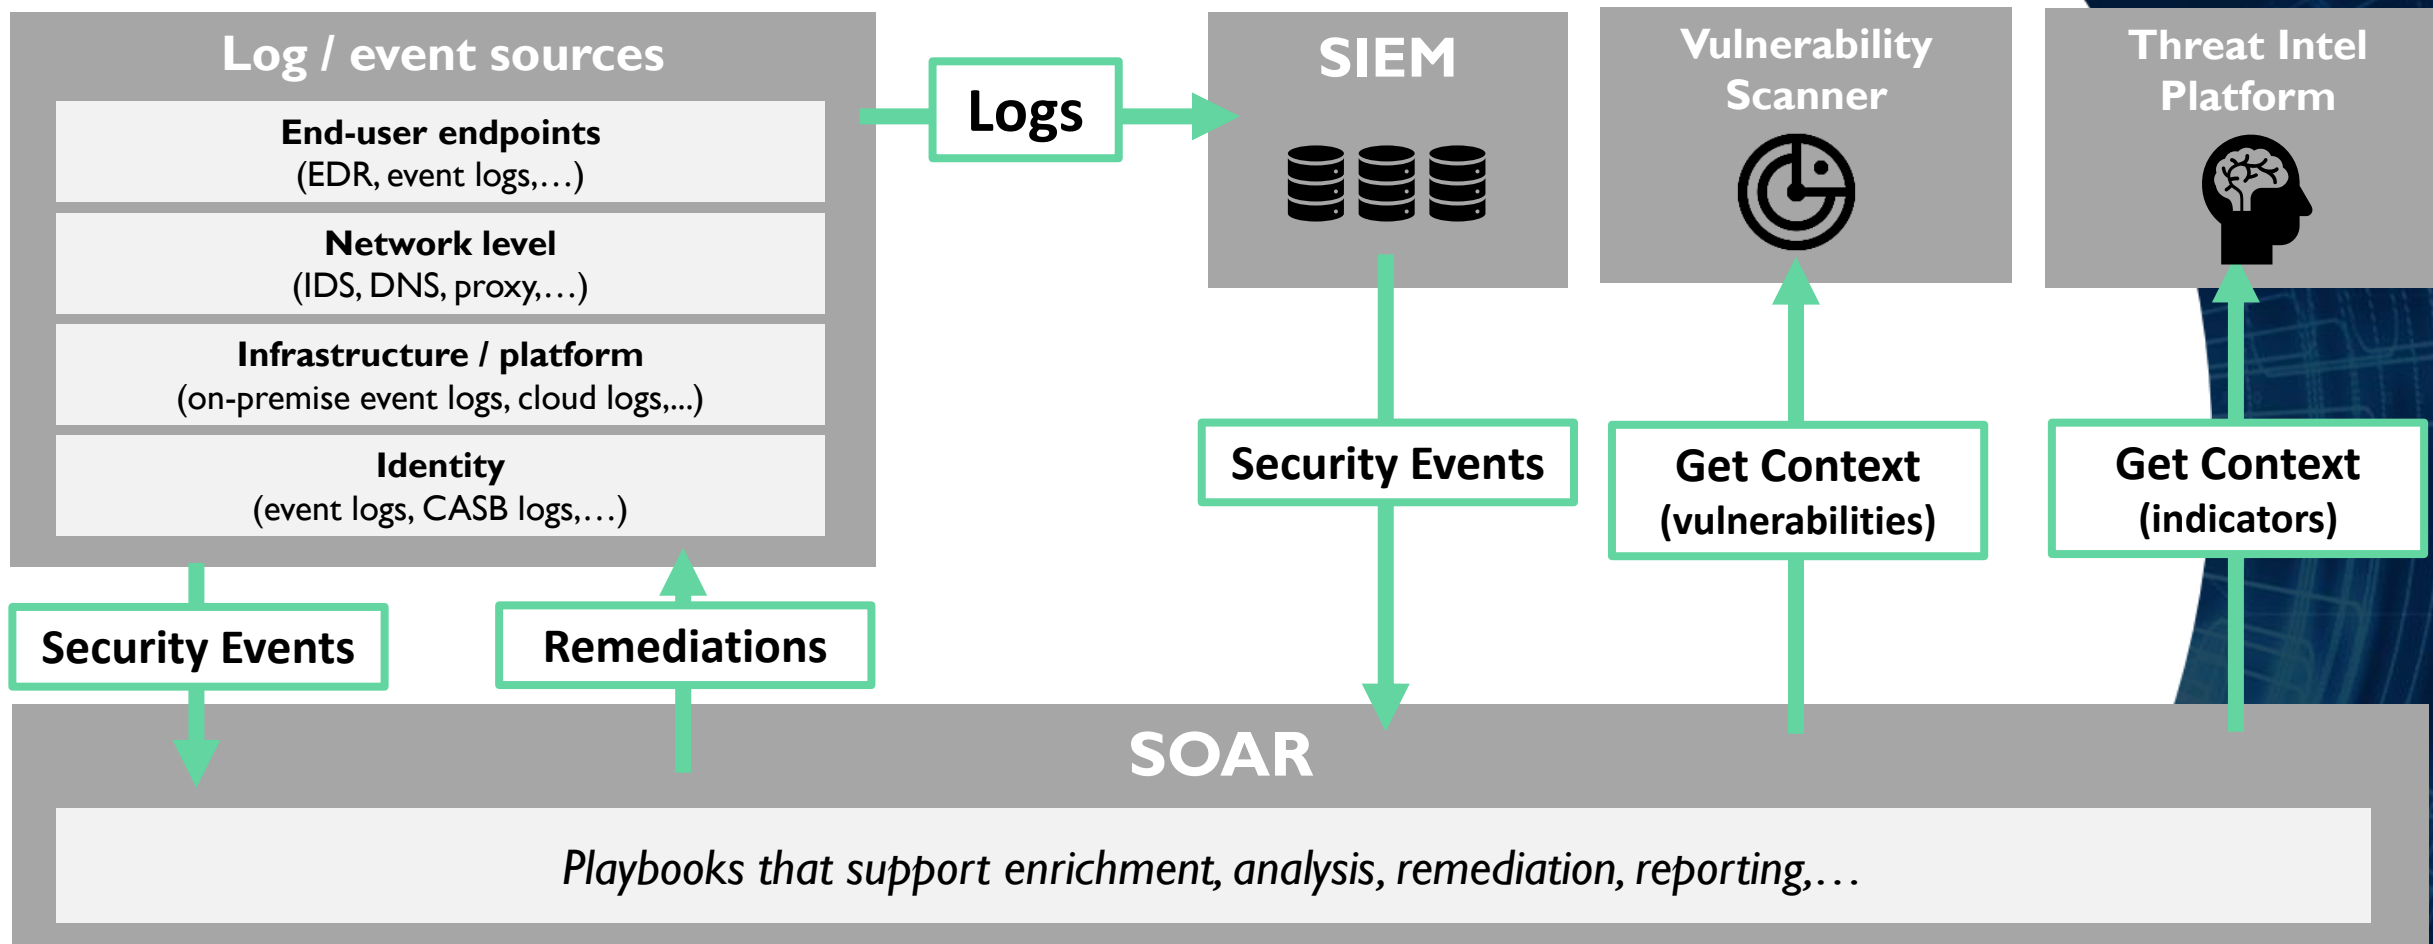 Log / event sources
End-user endpoints
(EDR, event logs,…)
Network level
(IDS, DNS, proxy,…)
Infrastructure / platform
(on-premise event logs, cloud logs,...)
Identity
(event logs, CASB logs,…)
Logs
SIEM
Vulnerability
Scanner
Threat Intel
Platform
Security Events
Remediations
Security Events
Get Context
(vulnerabilities)
Get Context
(indicators)
SOAR
Playbooks that support enrichment, analysis, remediation, reporting,…